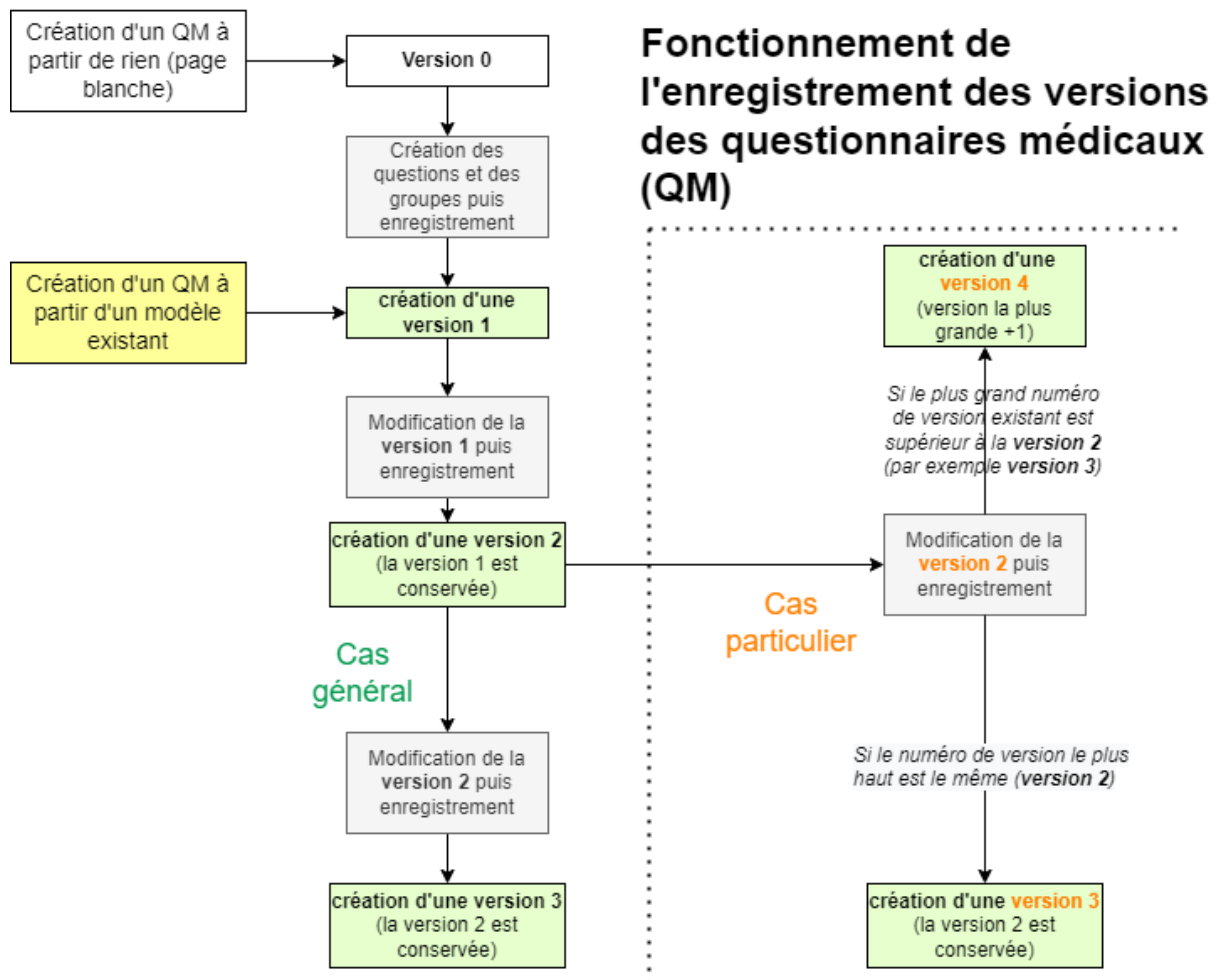 Création d'un QM à
partir de rien (page
blanche)
Version 0
Fonctionnement de
l'enregistrement des versions
des questionnaires médicaux
(QM)
Création des
questions et des
groupes puis
enregistrement
Création d'un QM à
partir d'un modèle
existant
création d'une
version 1
Modification de la
version 1 puis
enregistrement
création d'une version 2
(la version 1 est
conservée)
Cas
général
Modification de la
version 2 puis
enregistrement
création d'une version 3
(la version 2 est
conservée)
création d'une
version 4
(version la plus
grande +1)
Si le plus grand numéro
de version existant est
supérieur à la version 2
(par exemple version 3)
Cas
particulier
Modification de la
version 2 puis
enregistrement
Si le numéro de version le plus
haut est le même (version 2)
création d'une version 3
(la version 2 est
conservée)